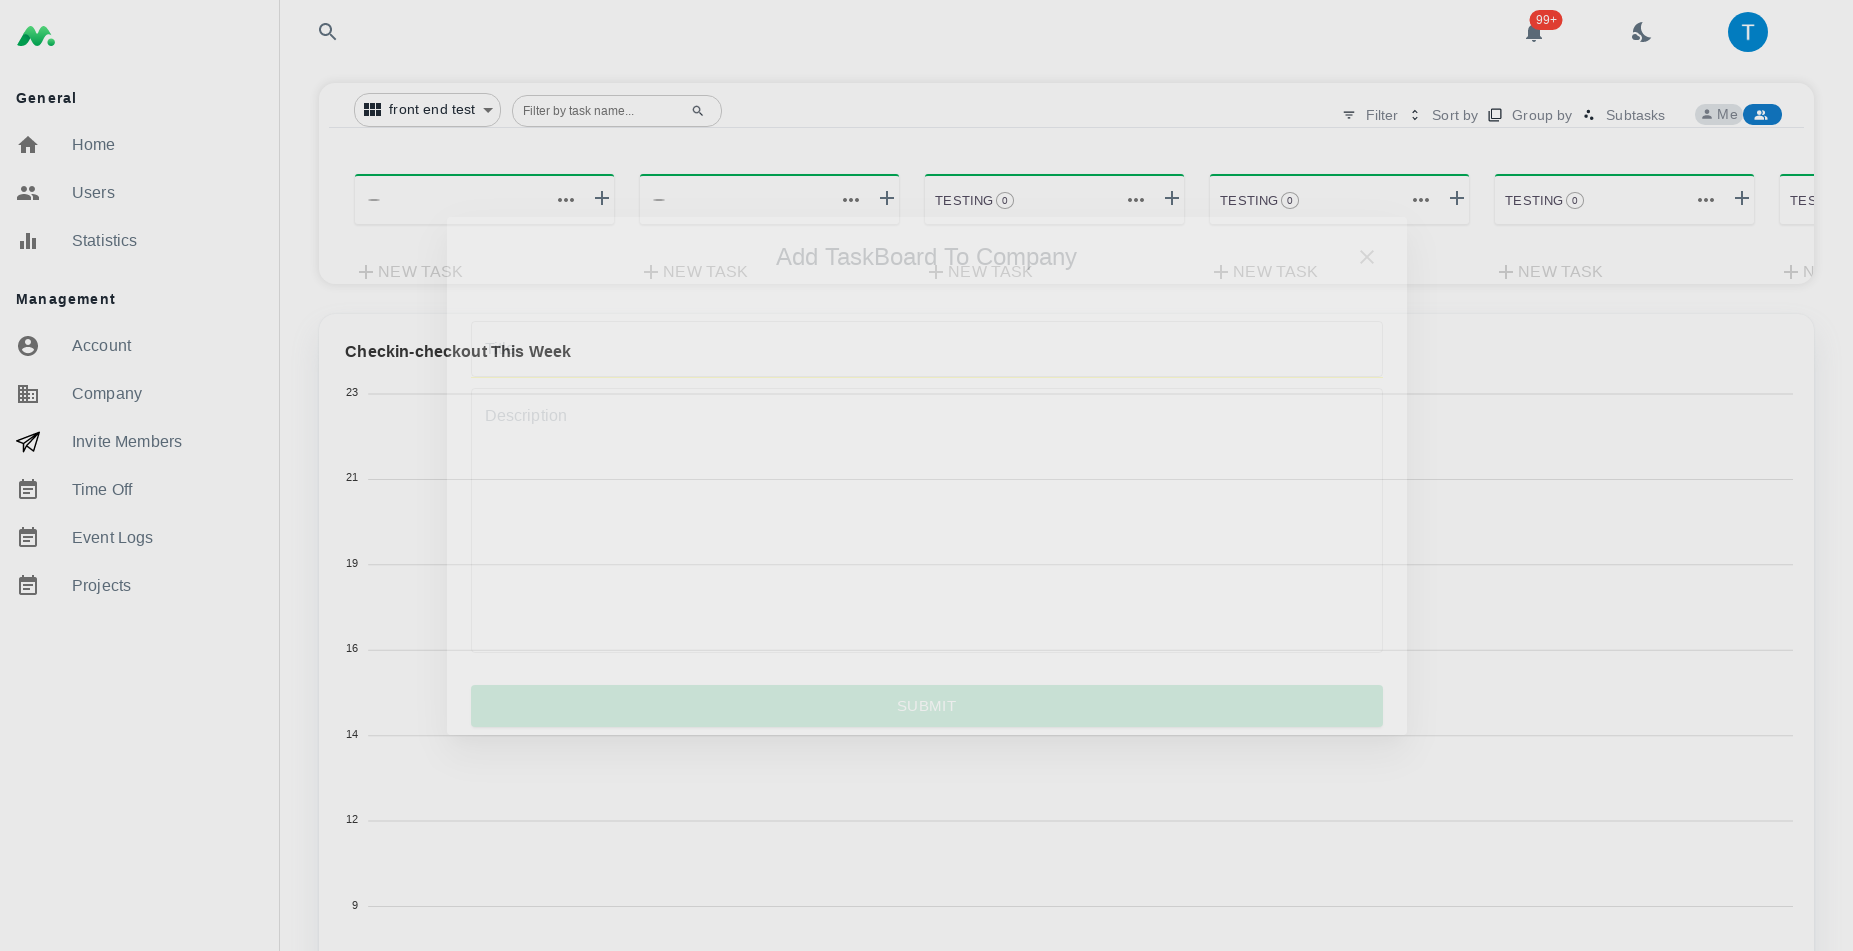 General
Home
Users
Statistics
Management
Account
Company
Invite Members
Time Off
Event Logs
Projects
99+
T
front end test
Filter by task name...
Filter
Sort by
Group by
Subtasks
Me
TESTING 0
TESTING 0
TESTING 0
NEW TASK
NEW TASK
NEW TASK
NEW TASK
NEW TASK
Add TaskBoard To Company
Checkin-checkout This Week
Description
SUBMIT
23
21
19
16
14
12
9